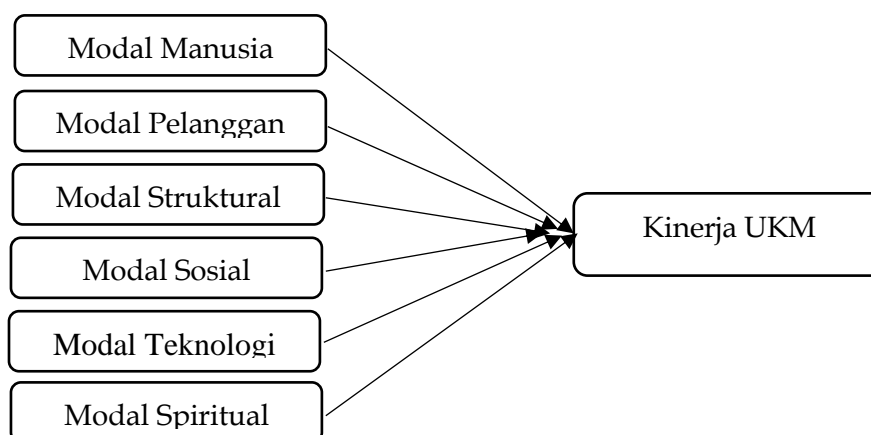 Modal Manusia
Modal Pelanggan
Modal Struktural
Modal Sosial
Modal Teknologi
Modal Spiritual
Kinerja UKM